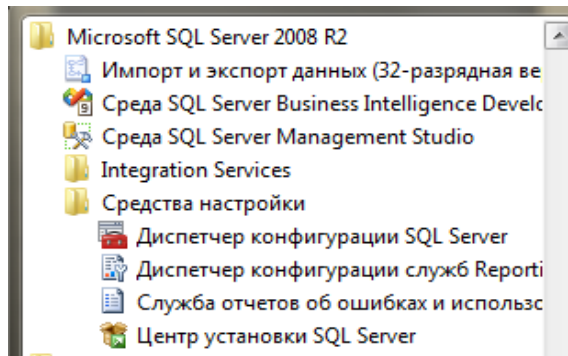 Microsoft SQL Server 2008 R2
Импорт и экспорт данных (32-разрядная ве
Среда SQL Server Business Intelligence Develo
Среда SQL Server Management Studio
Integration Services
Средства настройки
Диспетчер конфигурации SQL Server
Диспетчер конфигурации служб Reporti
Служба отчетов об ошибках и использо
Центр установки SQL Server